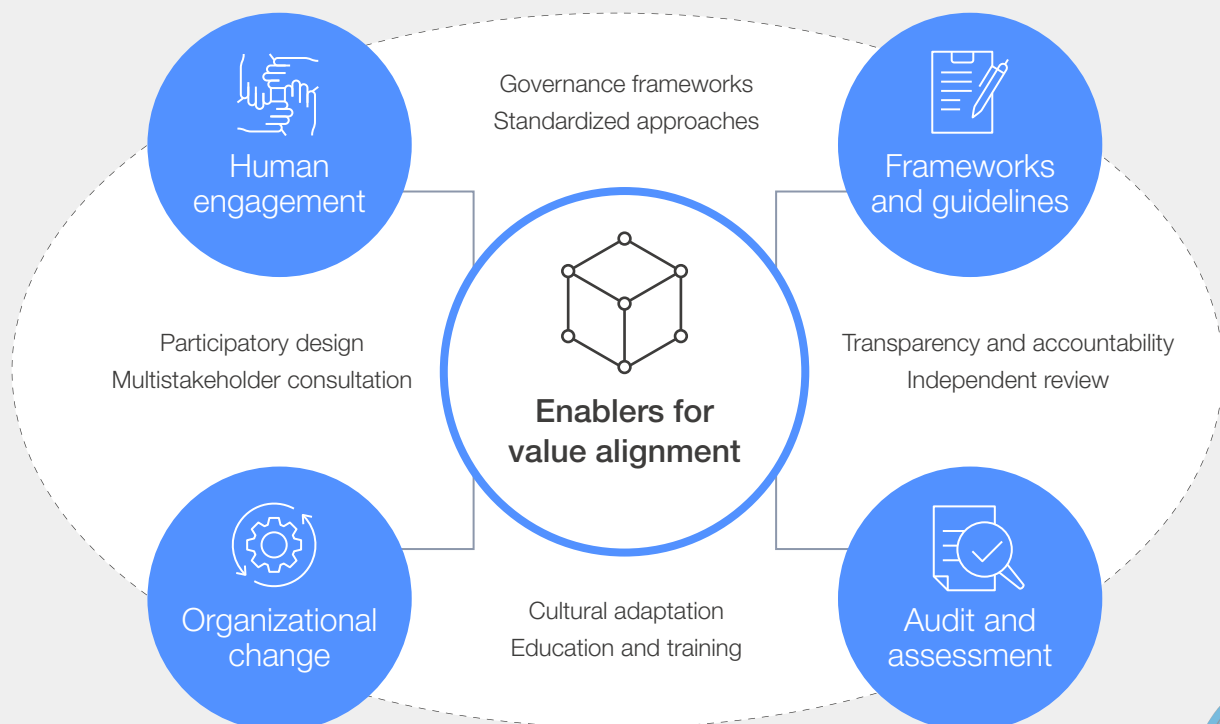 Governance frameworks
Standardized approaches
Human
engagement
Frameworks
and guidelines
Participatory design
Multistakeholder consultation
Enablers for
value alignment
Transparency and accountability
Independent review
Organizational
change
Cultural adaptation
Education and training
Audit and
assessment